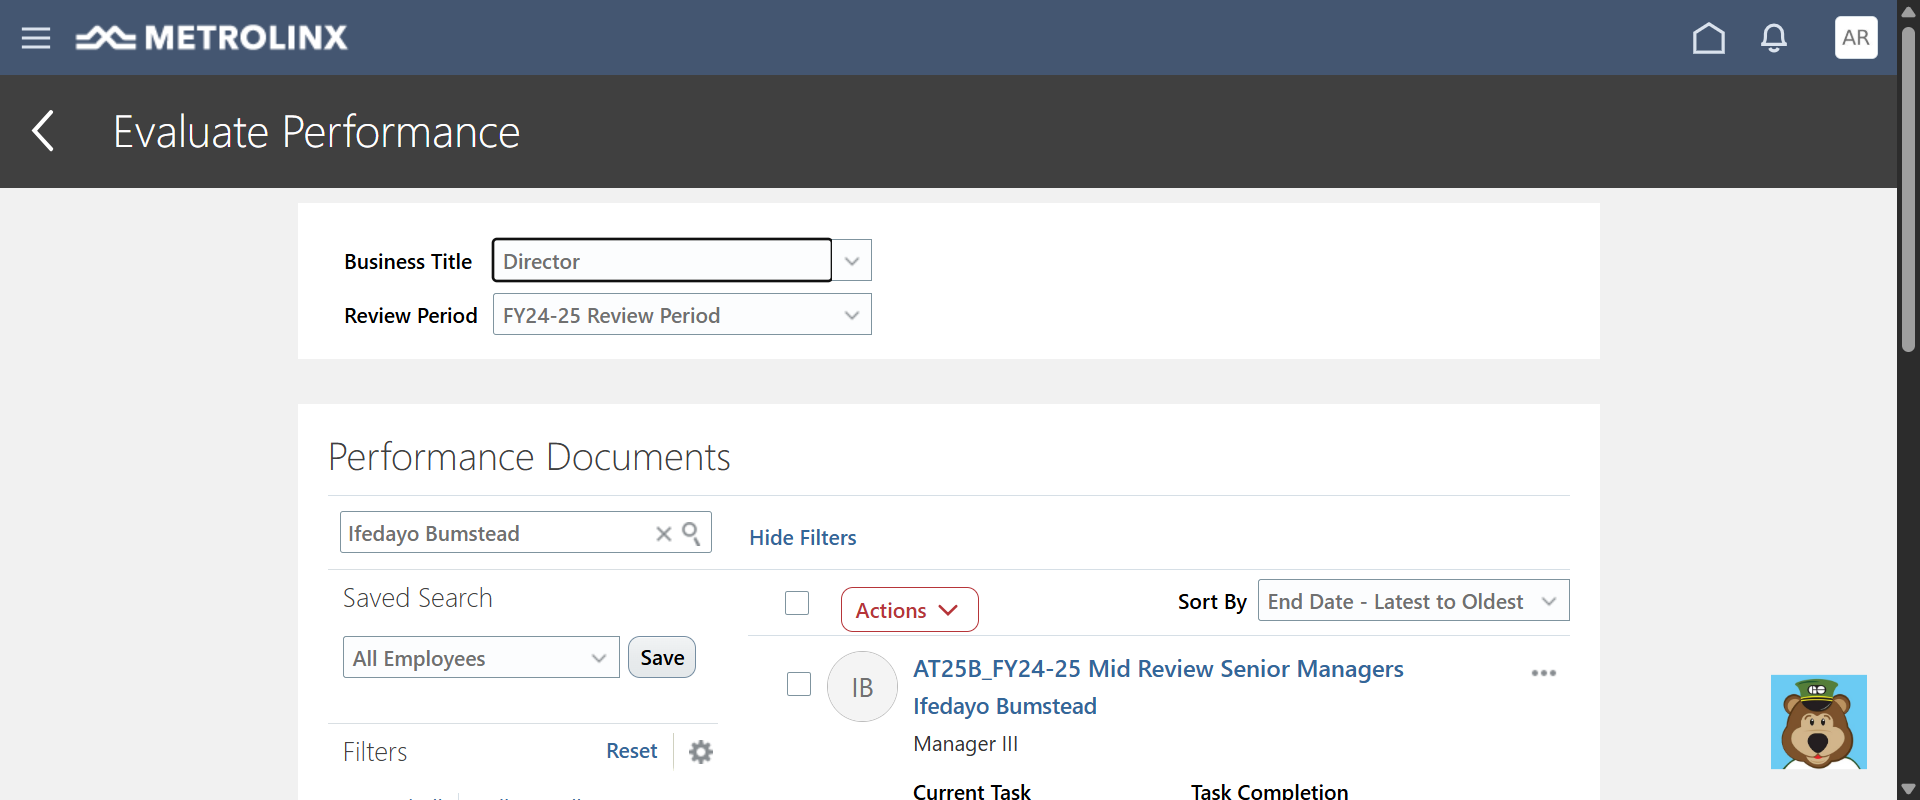 METROLINX
AR
Evaluate Performance
Business Title
Director
Review Period
FY24-25 Review Period
Performance Documents
Ifedayo Bumstead
Hide Filters
Saved Search
Actions
Sort By
End Date - Latest to Oldest
All Employees
Save
IB
AT25B_FY24-25 Mid Review Senior Managers
Ifedayo Bumstead
Manager III
Filters
Reset
Current Task
Task Completion